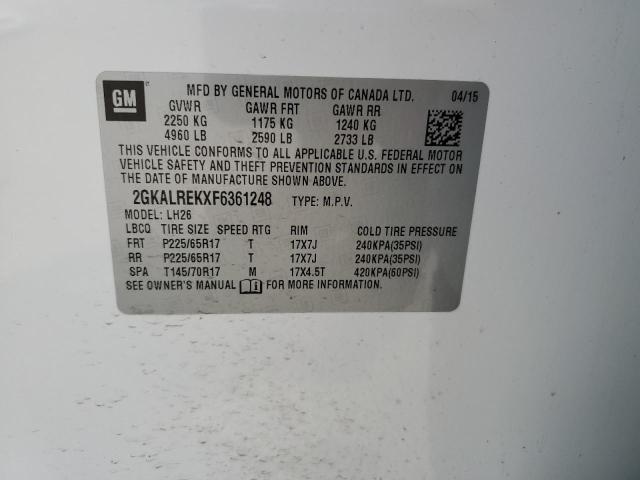 GM
MFD BY GENERAL MOTORS OF CANADA LTD. 04/15
GVWR GAWR FRT GAWR RR
2250 KG 1175 KG 1240 KG
4960 LB 2590 LB 2733 LB
THIS VEHICLE CONFORMS TO ALL APPLICABLE U.S. FEDERAL MOTOR
VEHICLE SAFETY AND THEFT PREVENTION STANDARDS IN EFFECT ON
THE DATE OF MANUFACTURE SHOWN ABOVE.
2GKALREKXF6361248 TYPE: M.P.V.
MODEL: LH26
LBCQ TIRE SIZE SPEED RTG RIM COLD TIRE PRESSURE
FRT P225/65R17 T 17X7J 240KPA(35PSI)
RR P225/65R17 T 17X7J 240KPA(35PSI)
SPA T145/70R17 M 17X4.5T 420KPA(60PSI)
SEE OWNER'S MANUAL FOR MORE INFORMATION.